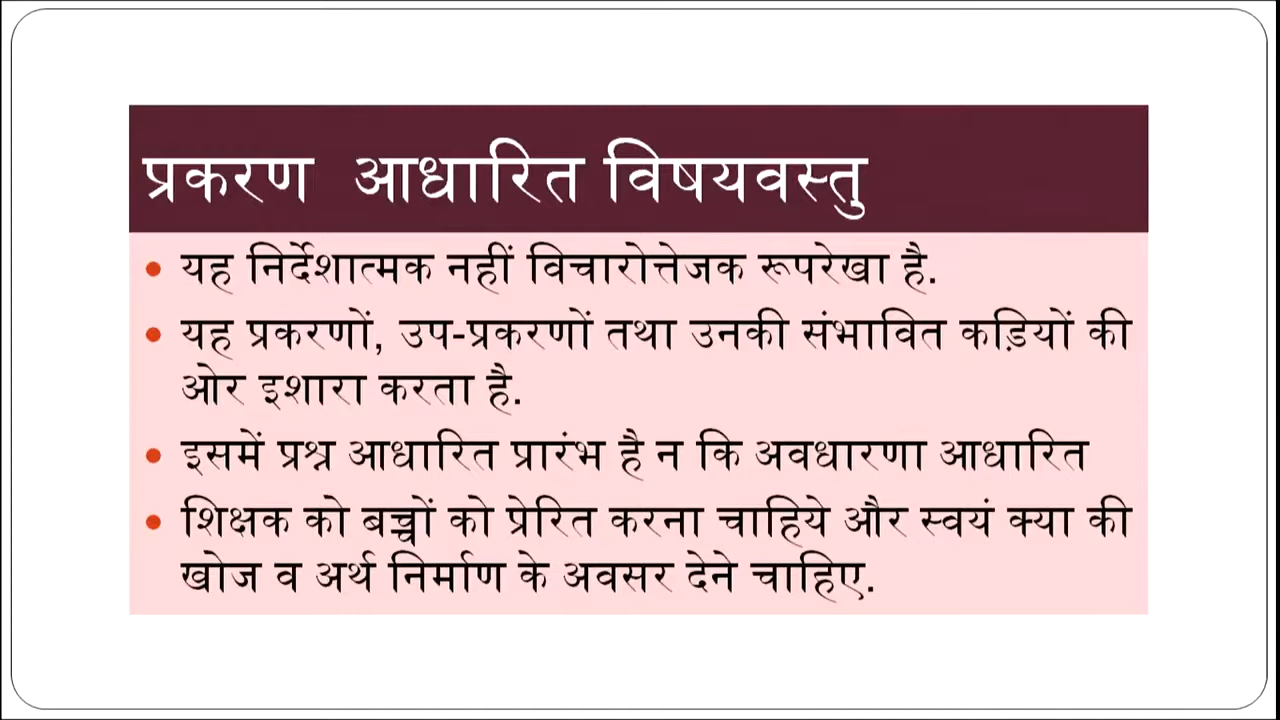 प्रकरण आधारित विषयवस्तु
• यह निर्देशात्मक नहीं विचारोत्तेजक रूपरेखा है.
• यह प्रकरणों, उप-प्रकरणों तथा उनकी संभावित कड़ियों की
ओर इशारा करता है.
• इसमें प्रश्न आधारित प्रारंभ है न कि अवधारणा आधारित
• शिक्षक को बच्चों को प्रेरित करना चाहिये और स्वयं क्या की
खोज व अर्थ निर्माण के अवसर देने चाहिए.